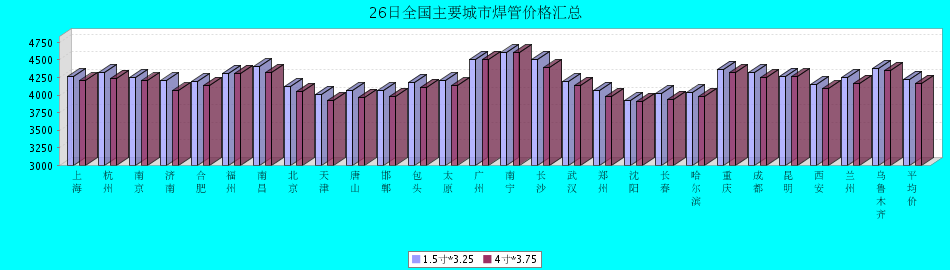 26日全国主要城市焊管价格汇总
4750
4500
4250
4000
3750
3500
3250
3000
上海
杭州
南京
济南
合肥
福州
南昌
北京
天津
唐山
邯郸
包头
太原
广州
南宁
长沙
武汉
郑州
沈阳
长春
哈尔滨
重庆
成都
昆明
西安
兰州
乌鲁木齐
平均价
1.5寸*3.25 4寸*3.75